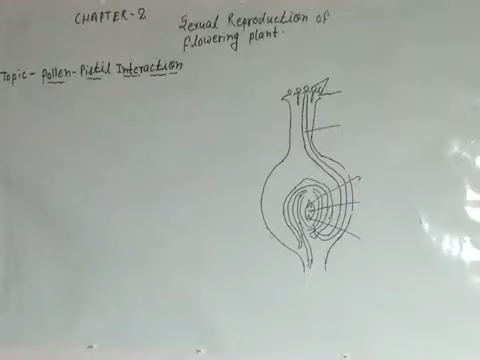 CHAPTER-2
Sexual Reproduction of
flowering plant.
Topic- Pollen-Pistil Interaction